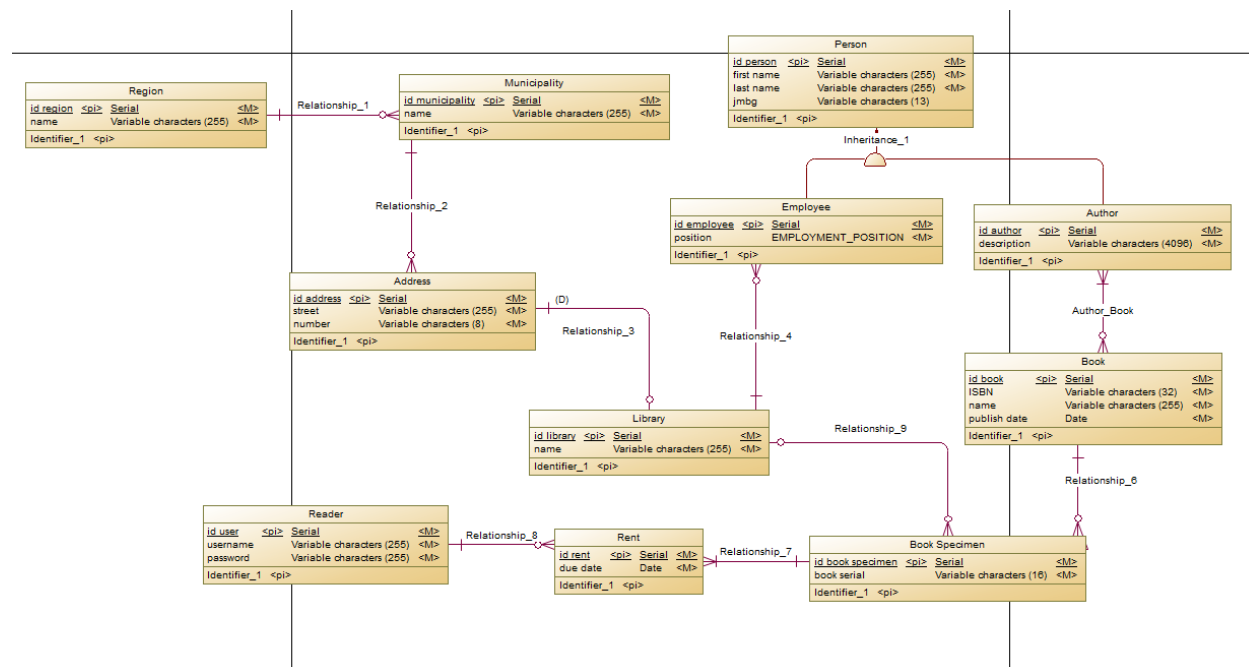 Person
id person <pi> Serial <M>
first name Variable characters (255) <M>
last name Variable characters (255) <M>
jmbg Variable characters (13)
Identifier_1 <pi>
Region
id region <pi> Serial <M>
name Variable characters (255) <M>
Identifier_1 <pi>
Relationship_1
Municipality
id municipality <pi> Serial <M>
name Variable characters (255) <M>
Identifier_1 <pi>
Inheritance_1
Relationship_2
Employee
id employee <pi> Serial <M>
position EMPLOYMENT_POSITION <M>
Identifier_1 <pi>
Author
id author <pi> Serial <M>
description Variable characters (4096) <M>
Identifier_1 <pi>
Address
id address <pi> Serial <M>
street Variable characters (255) <M>
number Variable characters (8) <M>
Identifier_1 <pi>
(D)
Relationship_3
Relationship_4
Author_Book
Book
id book <pi> Serial <M>
ISBN Variable characters (32) <M>
name Variable characters (255) <M>
publish date Date <M>
Identifier_1 <pi>
Library
id library <pi> Serial <M>
name Variable characters (255) <M>
Identifier_1 <pi>
Relationship_9
Relationship_6
Reader
id user <pi> Serial <M>
username Variable characters (255) <M>
password Variable characters (255) <M>
Identifier_1 <pi>
Relationship_8
Rent
id rent <pi> Serial <M>
due date Date <M>
Identifier_1 <pi>
Relationship_7
Book Specimen
id book specimen <pi> Serial <M>
book serial Variable characters (16) <M>
Identifier_1 <pi>